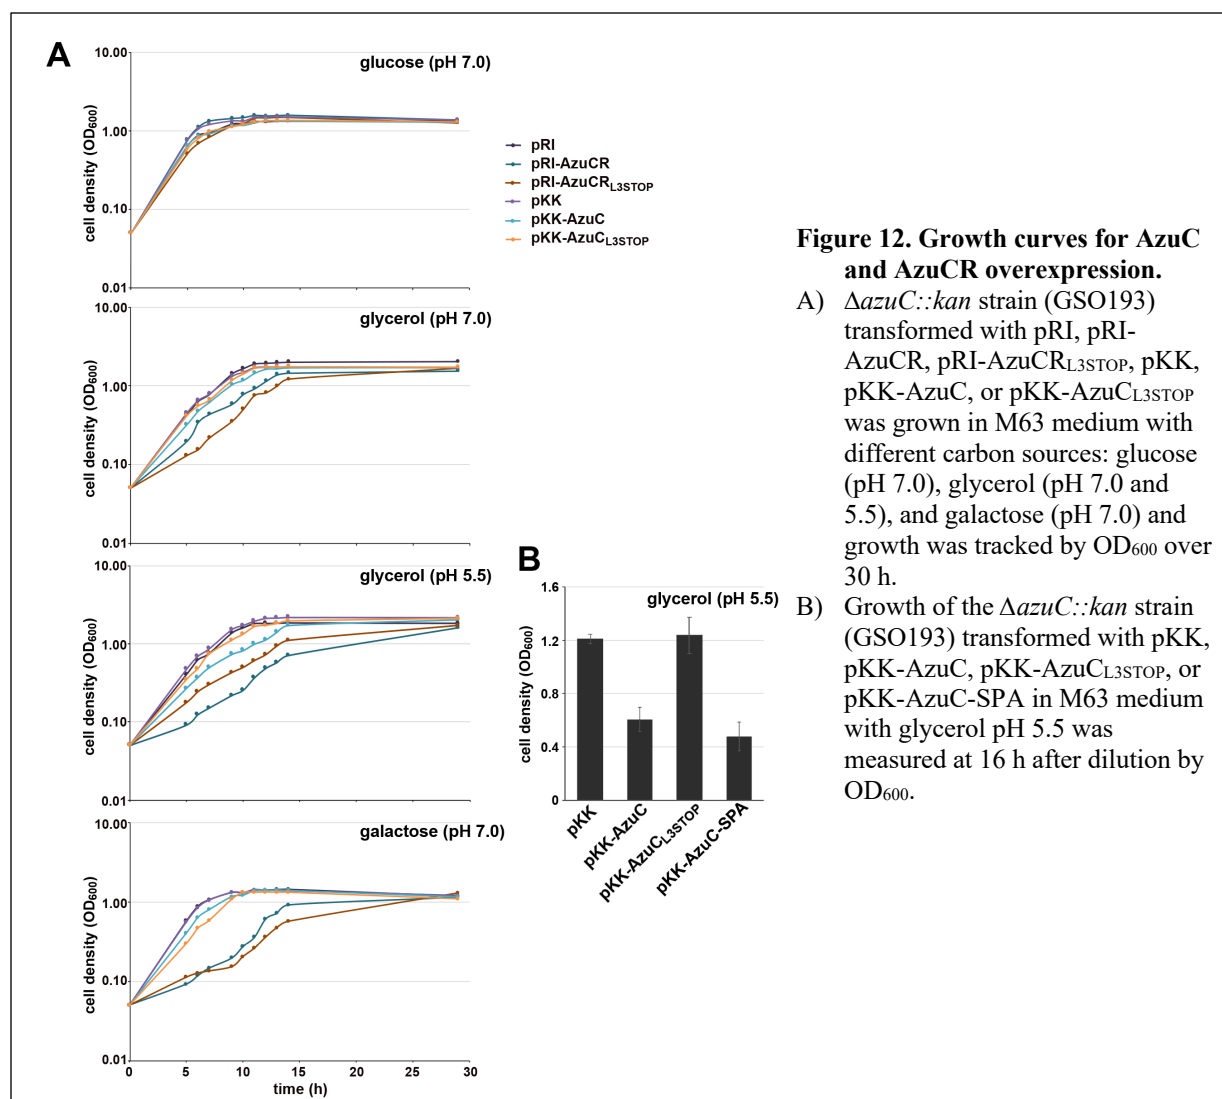 A
10.00
glucose (pH 7.0)
1.00
0.10
0.01
cell density (OD600)
pRI
pRI-AzuCR
pRI-AzuCRL3STOP
pKK
pKK-AzuC
pKK-AzuCL3STOP
10.00
glycerol (pH 7.0)
1.00
0.10
0.01
cell density (OD600)
10.00
glycerol (pH 5.5)
1.00
0.10
0.01
cell density (OD600)
10.00
galactose (pH 7.0)
1.00
0.10
0.01
cell density (OD600)
0 5 10 15 20 25 30
time (h)
B
1.6
glycerol (pH 5.5)
1.2
0.8
0.4
0
cell density (OD600)
pKK
pKK-AzuC
pKK-AzuCL3STOP
pKK-AzuC-SPA
Figure 12. Growth curves for AzuC
and AzuCR overexpression.
A) ΔazuC::kan strain (GSO193)
transformed with pRI, pRI-
AzuCR, pRI-AzuCRL3STOP, pKK,
pKK-AzuC, or pKK-AzuCL3STOP
was grown in M63 medium with
different carbon sources: glucose
(pH 7.0), glycerol (pH 7.0 and
5.5), and galactose (pH 7.0) and
growth was tracked by OD600 over
30 h.
B) Growth of the ΔazuC::kan strain
(GSO193) transformed with pKK,
pKK-AzuC, pKK-AzuCL3STOP, or
pKK-AzuC-SPA in M63 medium
with glycerol pH 5.5 was
measured at 16 h after dilution by
OD600.